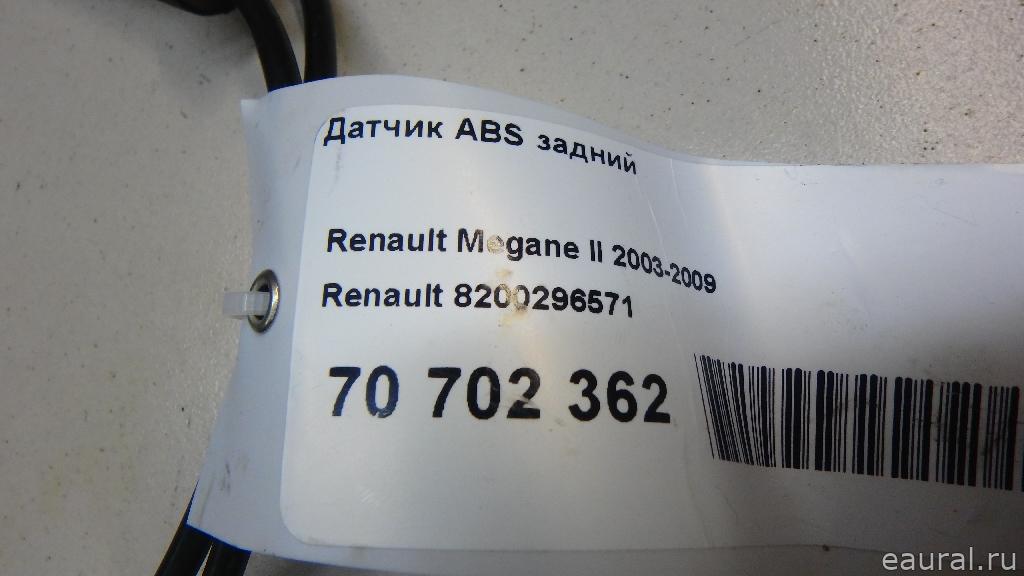 Датчик ABS задний
Renault Megane II 2003-2009
Renault 8200296571
70 702 362
eaural.ru